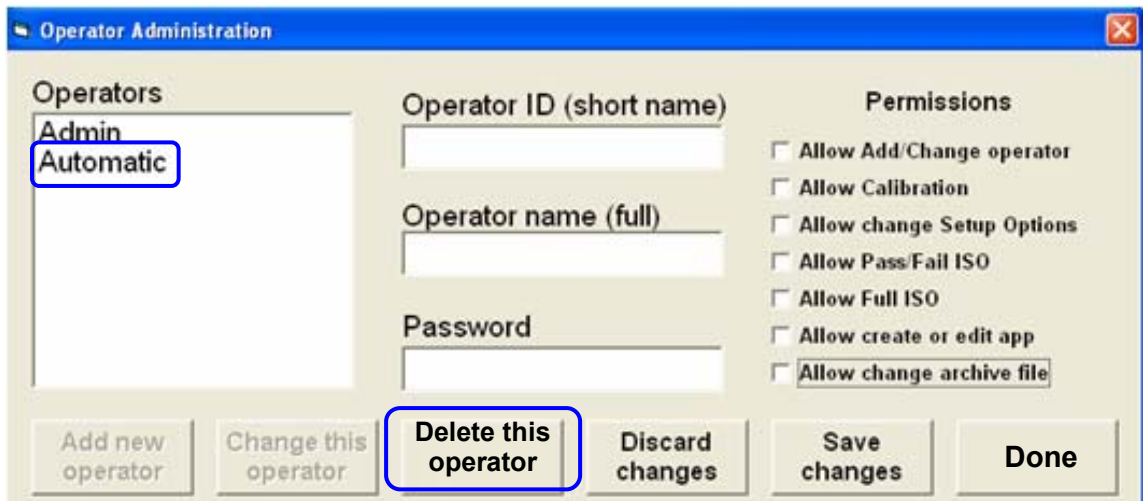 Operator Administration
Operators
Admin
Automatic
Operator ID (short name)
Operator name (full)
Password
Permissions
Allow Add/Change operator
Allow Calibration
Allow change Setup Options
Allow Pass/Fail ISO
Allow Full ISO
Allow create or edit app
Allow change archive file
Add new
operator
Change this
operator
Delete this
operator
Discard
changes
Save
changes
Done